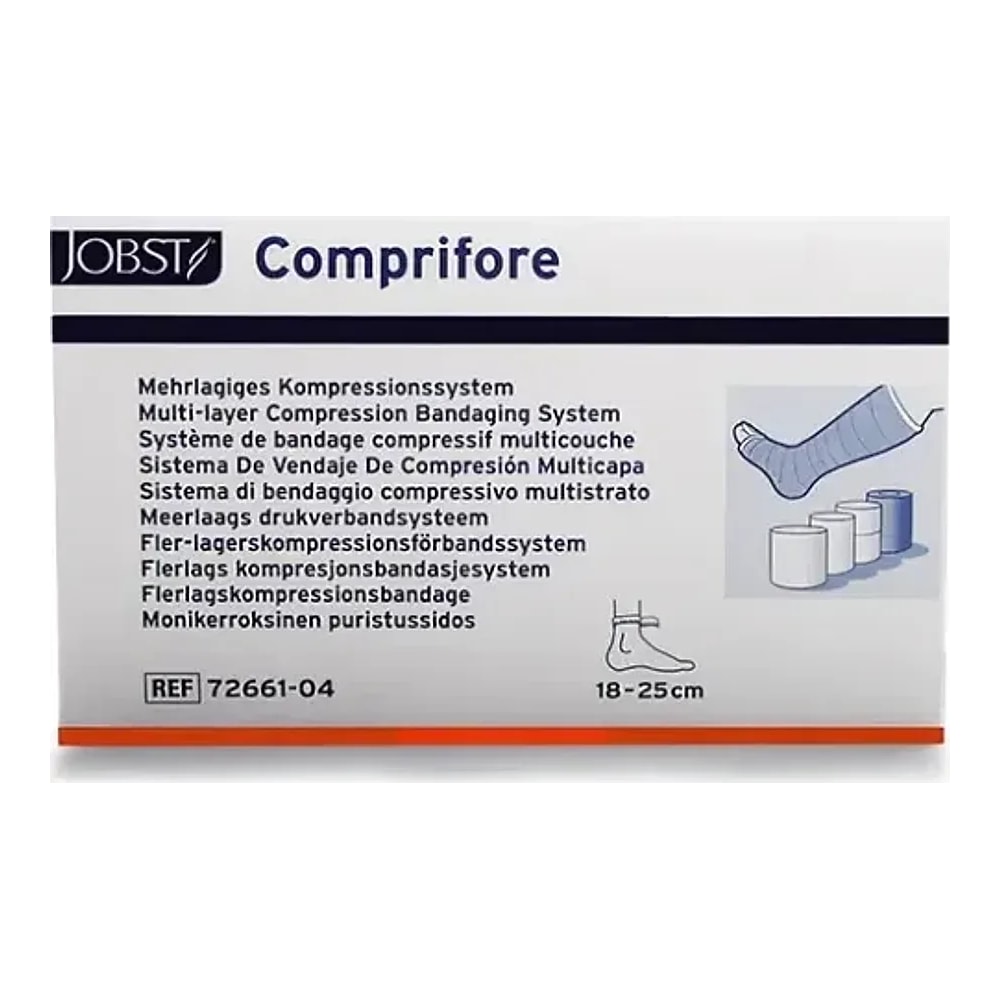 JOBST Comprifore
Mehrlagiges Kompressionssystem
Multi-layer Compression Bandaging System
Système de bandage compressif multicouche
Sistema De Vendaje De Compresión Multicapa
Sistema di bendaggio compressivo multistrato
Meerlaags drukverbandsysteem
Fler-lagerskompressionsförbandssystem
Flerlags kompresjonsbandasjesystem
Flerlagskompressionsbandage
Monikerroksinen puristussidos
REF 72661-04
18-25cm